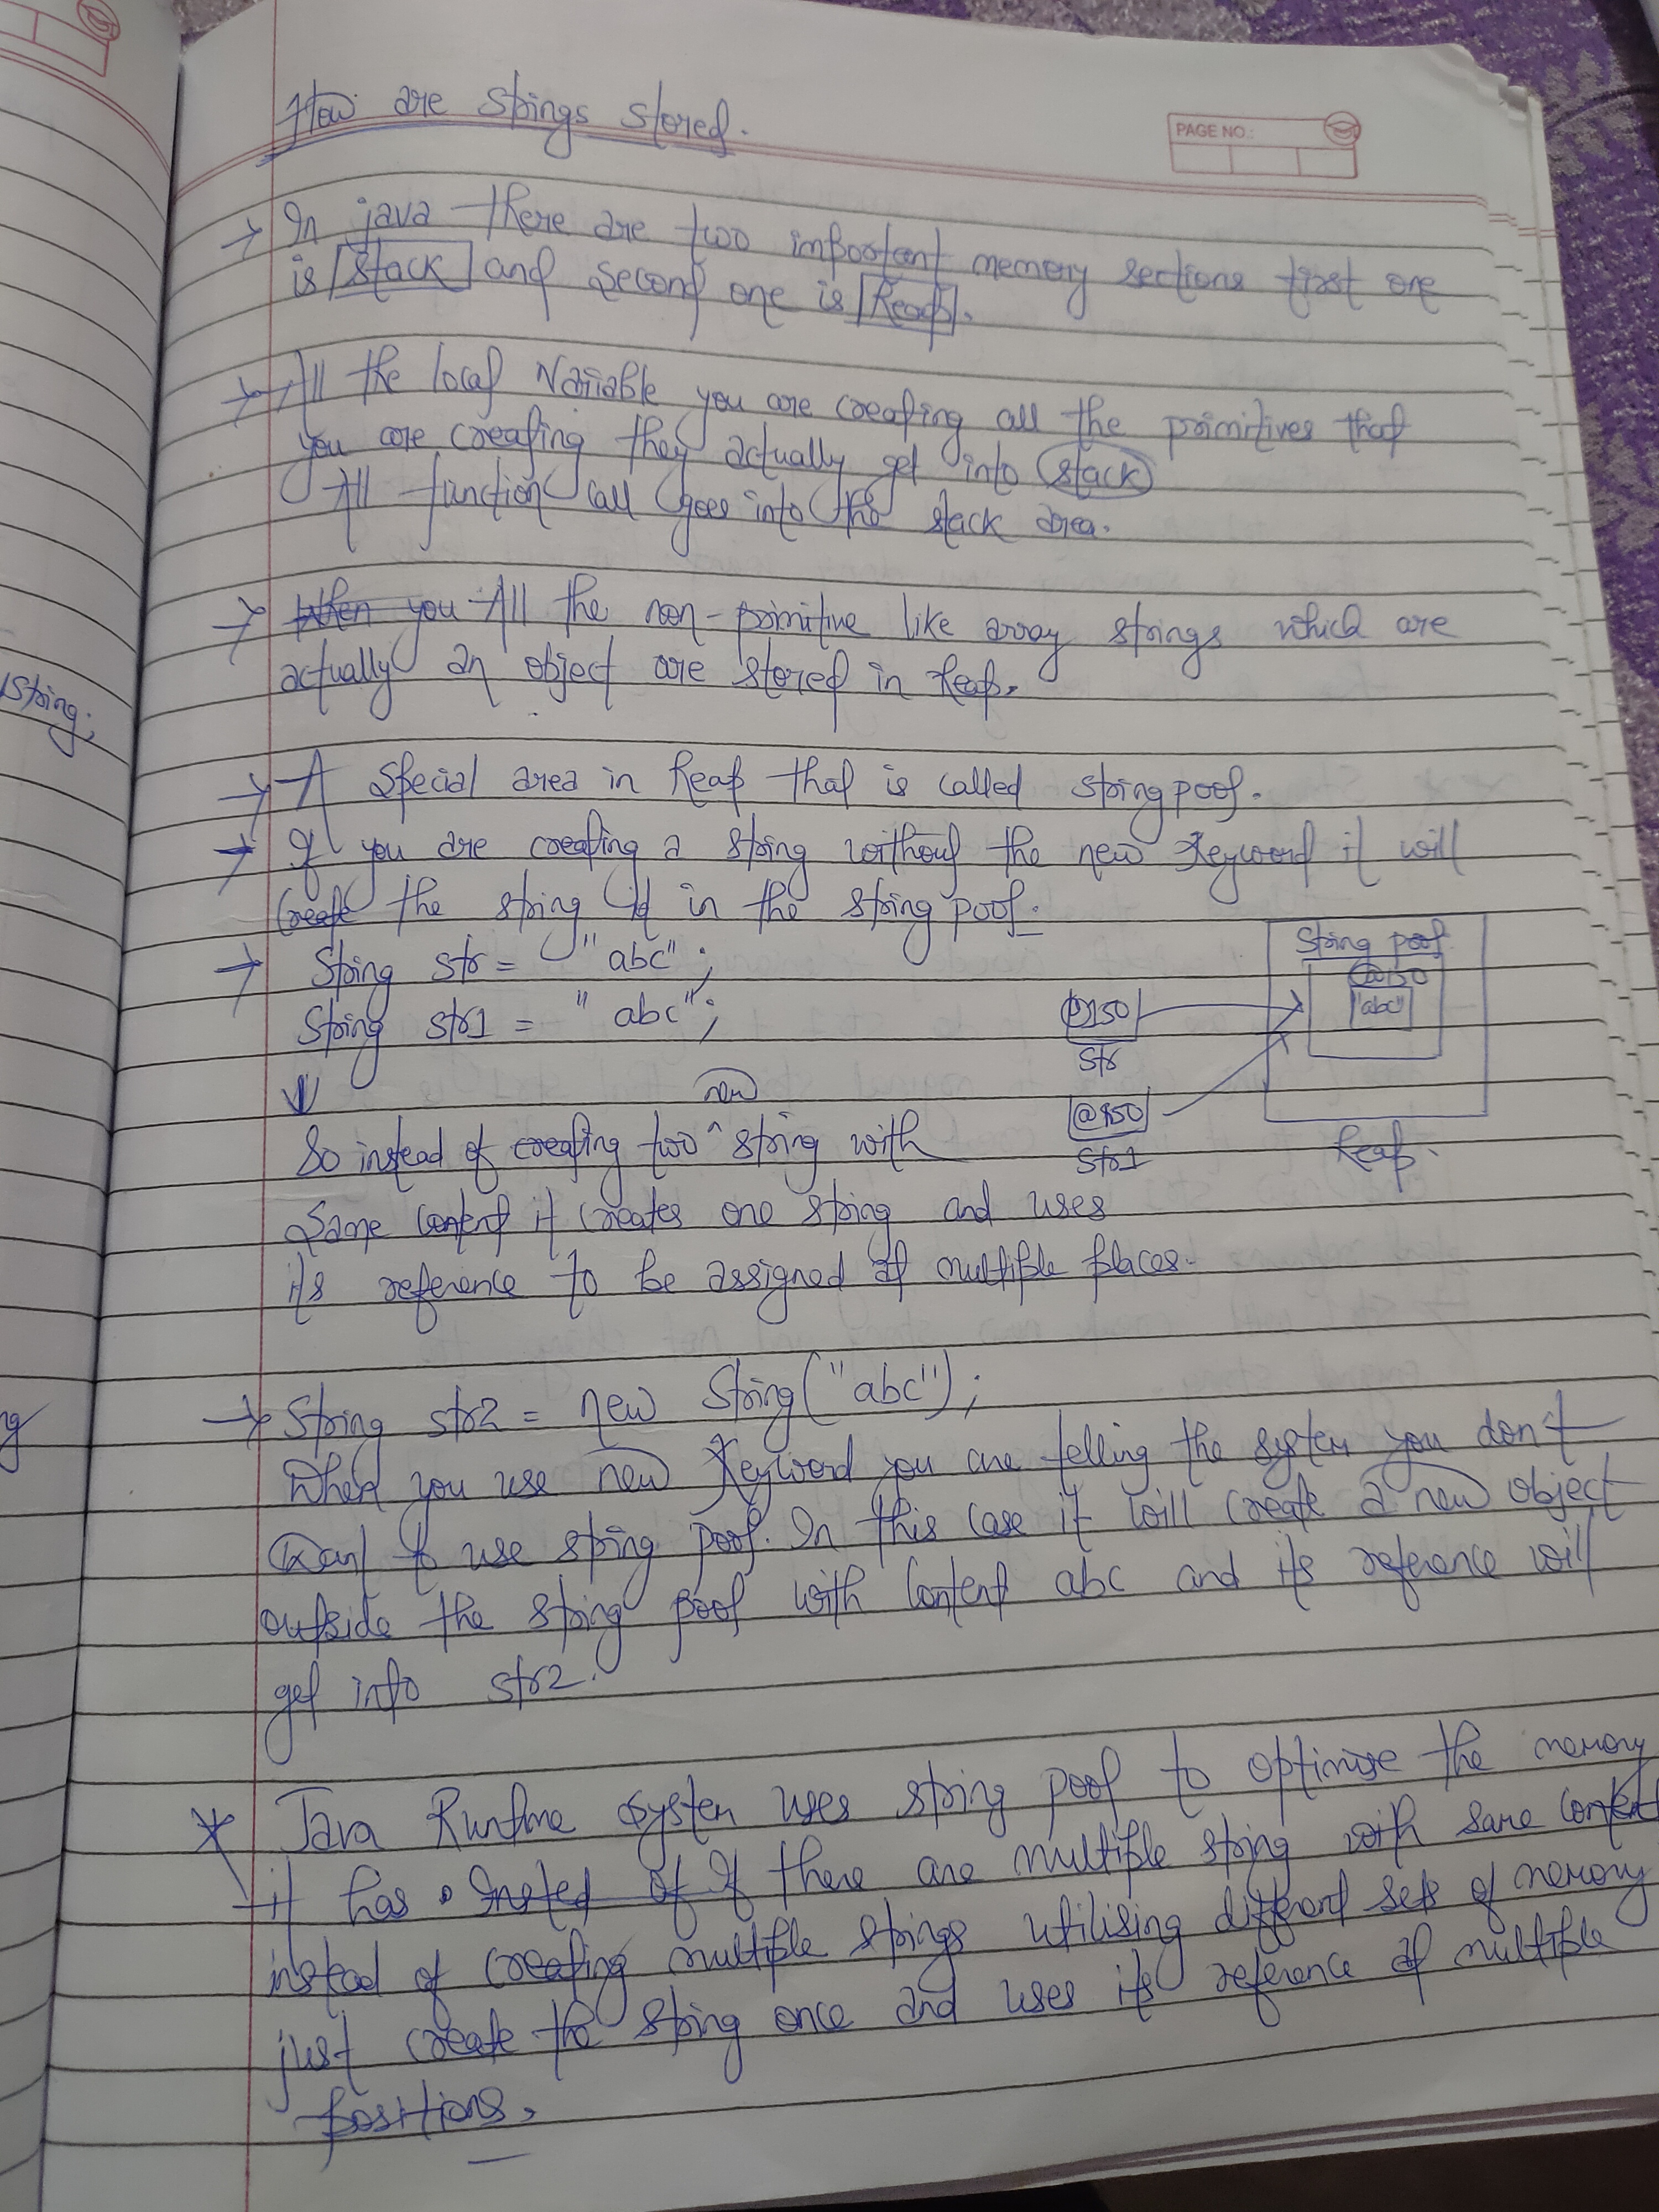 How are strings stored.
PAGE NO.:
→ In java there are two important memory sections first one
is stack and second one is heap.
→ All the local variable you are creating all the primitives that
you are creating they actually get into stack
All function call goes into the stack area.
→ When you All the non-primitive like array strings which are
actually an object are stored in heap.
string;
→ A special area in heap that is called string pool.
→ If you are creating a string without the new keyword it will
create the string in the string pool.
→ String str = "abc";
String str1 = "abc";
String pool
@150
"abc"
@150
str
@150
str1
heap.
↓
new
So instead of creating two ^ string with
same content it creates one string and uses
its reference to be assigned at multiple places.
→ String str2 = new String("abc");
ng
When you use new keyword you are telling the system you don't
want to use string pool. In this case it will create a new object
outside the string pool with content abc and its reference will
get into str2.
* Java Runtime system uses string pool to optimise the memory
it has Insted of If there are multiple string with same content
instead of creating multiple strings utilising different sets of memory
just create the string once and uses its reference at multiple
positions.